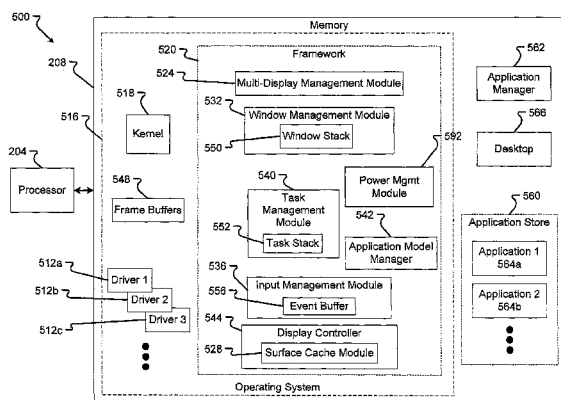 500
Memory
208
516
520
Framework
524
Multi-Display Management Module
532
Window Management Module
550
Window Stack
518
Kernel
592
Power Mgmt
Module
204
Processor
548
Frame Buffers
540
Task
Management
Module
552
Task Stack
542
Application Model
Manager
512a
Driver 1
512b
Driver 2
512c
Driver 3
536
Input Management Module
556
Event Buffer
544
Display Controller
528
Surface Cache Module
Operating System
562
Application
Manager
566
Desktop
560
Application Store
Application 1
564a
Application 2
564b